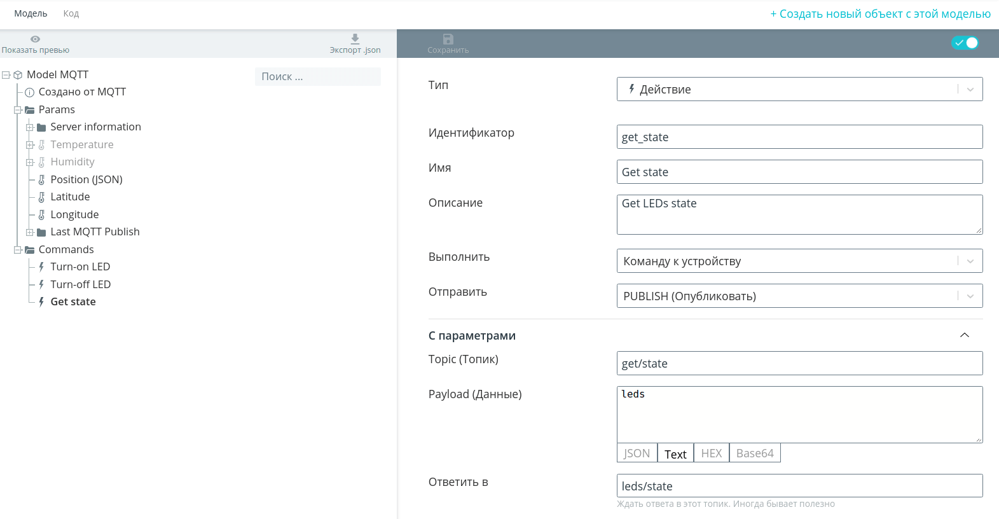 Модель Код
+ Создать новый объект с этой моделью
Показать превью
Экспорт .json
Сохранить
Model MQTT
Поиск ...
Создано от MQTT
Params
Server information
Temperature
Humidity
Position (JSON)
Latitude
Longitude
Last MQTT Publish
Commands
Turn-on LED
Turn-off LED
Get state
Тип
Действие
Идентификатор
get_state
Имя
Get state
Описание
Get LEDs state
Выполнить
Команду к устройству
Отправить
PUBLISH (Опубликовать)
С параметрами
Topic (Топик)
get/state
Payload (Данные)
leds
JSON Text HEX Base64
Ответить в
leds/state
Ждать ответа в этот топик. Иногда бывает полезно